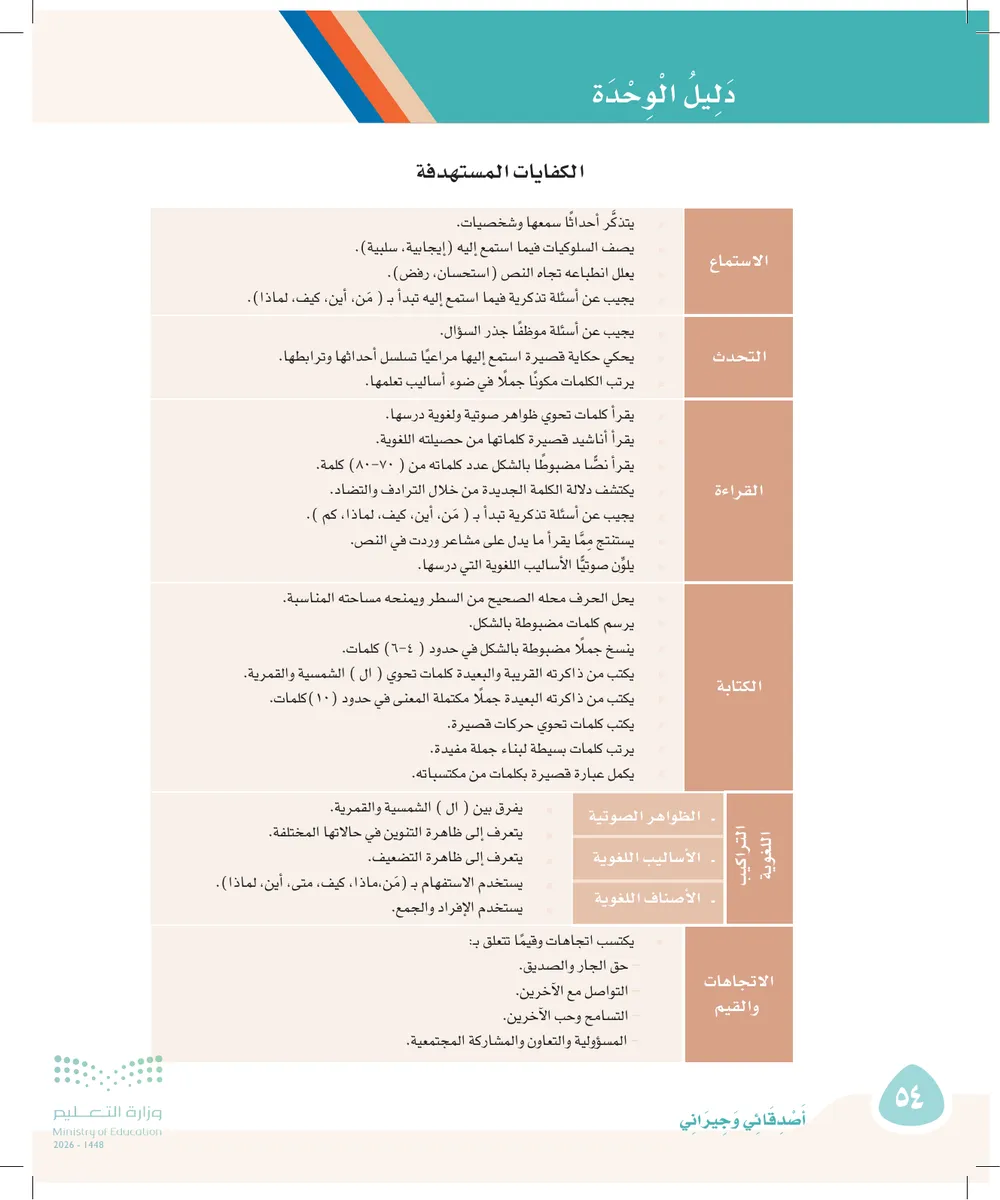 دَلِيلُ الْوِحْدَة
الكفايات المستهدفة
الاستماع
يتذكَّر أحداثًا سمعها وشخصيات.
يصف السلوكيات فيما استمع إليه (إيجابية، سلبية).
يعلل انطباعه تجاه النص (استحسان، رفض).
يجيب عن أسئلة تذكرية فيما استمع إليه تبدأ بـ ( مَن، أين، كيف، لماذا).
التحدث
يجيب عن أسئلة موظفًا جذر السؤال.
يحكي حكاية قصيرة استمع إليها مراعيًا تسلسل أحداثها وترابطها.
يرتب الكلمات مكونًا جملًا في ضوء أساليب تعلمها.
القراءة
يقرأ كلمات تحوي ظواهر صوتية ولغوية درسها.
يقرأ أناشيد قصيرة كلماتها من حصيلته اللغوية.
يقرأ نصًّا مضبوطًا بالشكل عدد كلماته من ( ٧٠-٨٠) كلمة.
يكتشف دلالة الكلمة الجديدة من خلال الترادف والتضاد.
يجيب عن أسئلة تذكرية تبدأ بـ ( مَن، أين، كيف، لماذا، كم ).
يستنتج مِمَّا يقرأ ما يدل على مشاعر وردت في النص.
يلوِّن صوتيًّا الأساليب اللغوية التي درسها.
الكتابة
يحل الحرف محله الصحيح من السطر ويمنحه مساحته المناسبة.
يرسم كلمات مضبوطة بالشكل.
ينسخ جملًا مضبوطة بالشكل في حدود ( ٤-٦) كلمات.
يكتب من ذاكرته القريبة والبعيدة كلمات تحوي ( ال ) الشمسية والقمرية.
يكتب من ذاكرته البعيدة جملًا مكتملة المعنى في حدود (١٠)كلمات.
يكتب كلمات تحوي حركات قصيرة.
يرتب كلمات بسيطة لبناء جملة مفيدة.
يكمل عبارة قصيرة بكلمات من مكتسباته.
التراكيب
اللغوية
- الظواهر الصوتية
- الأساليب اللغوية
- الأصناف اللغوية
يفرق بين ( ال ) الشمسية والقمرية.
يتعرف إلى ظاهرة التنوين في حالاتها المختلفة.
يتعرف إلى ظاهرة التضعيف.
يستخدم الاستفهام بـ (مَن،ماذا، كيف، متى، أين، لماذا).
يستخدم الإفراد والجمع.
الاتجاهات
والقيم
يكتسب اتجاهات وقيمًا تتعلق بـ:
– حق الجار والصديق.
– التواصل مع الآخرين.
– التسامح وحب الآخرين.
– المسؤولية والتعاون والمشاركة المجتمعية.
أَصْدِقَائِي وَجِيرَانِي
٥٤
وزارة التعليم
Ministry of Education
2026 - 1448